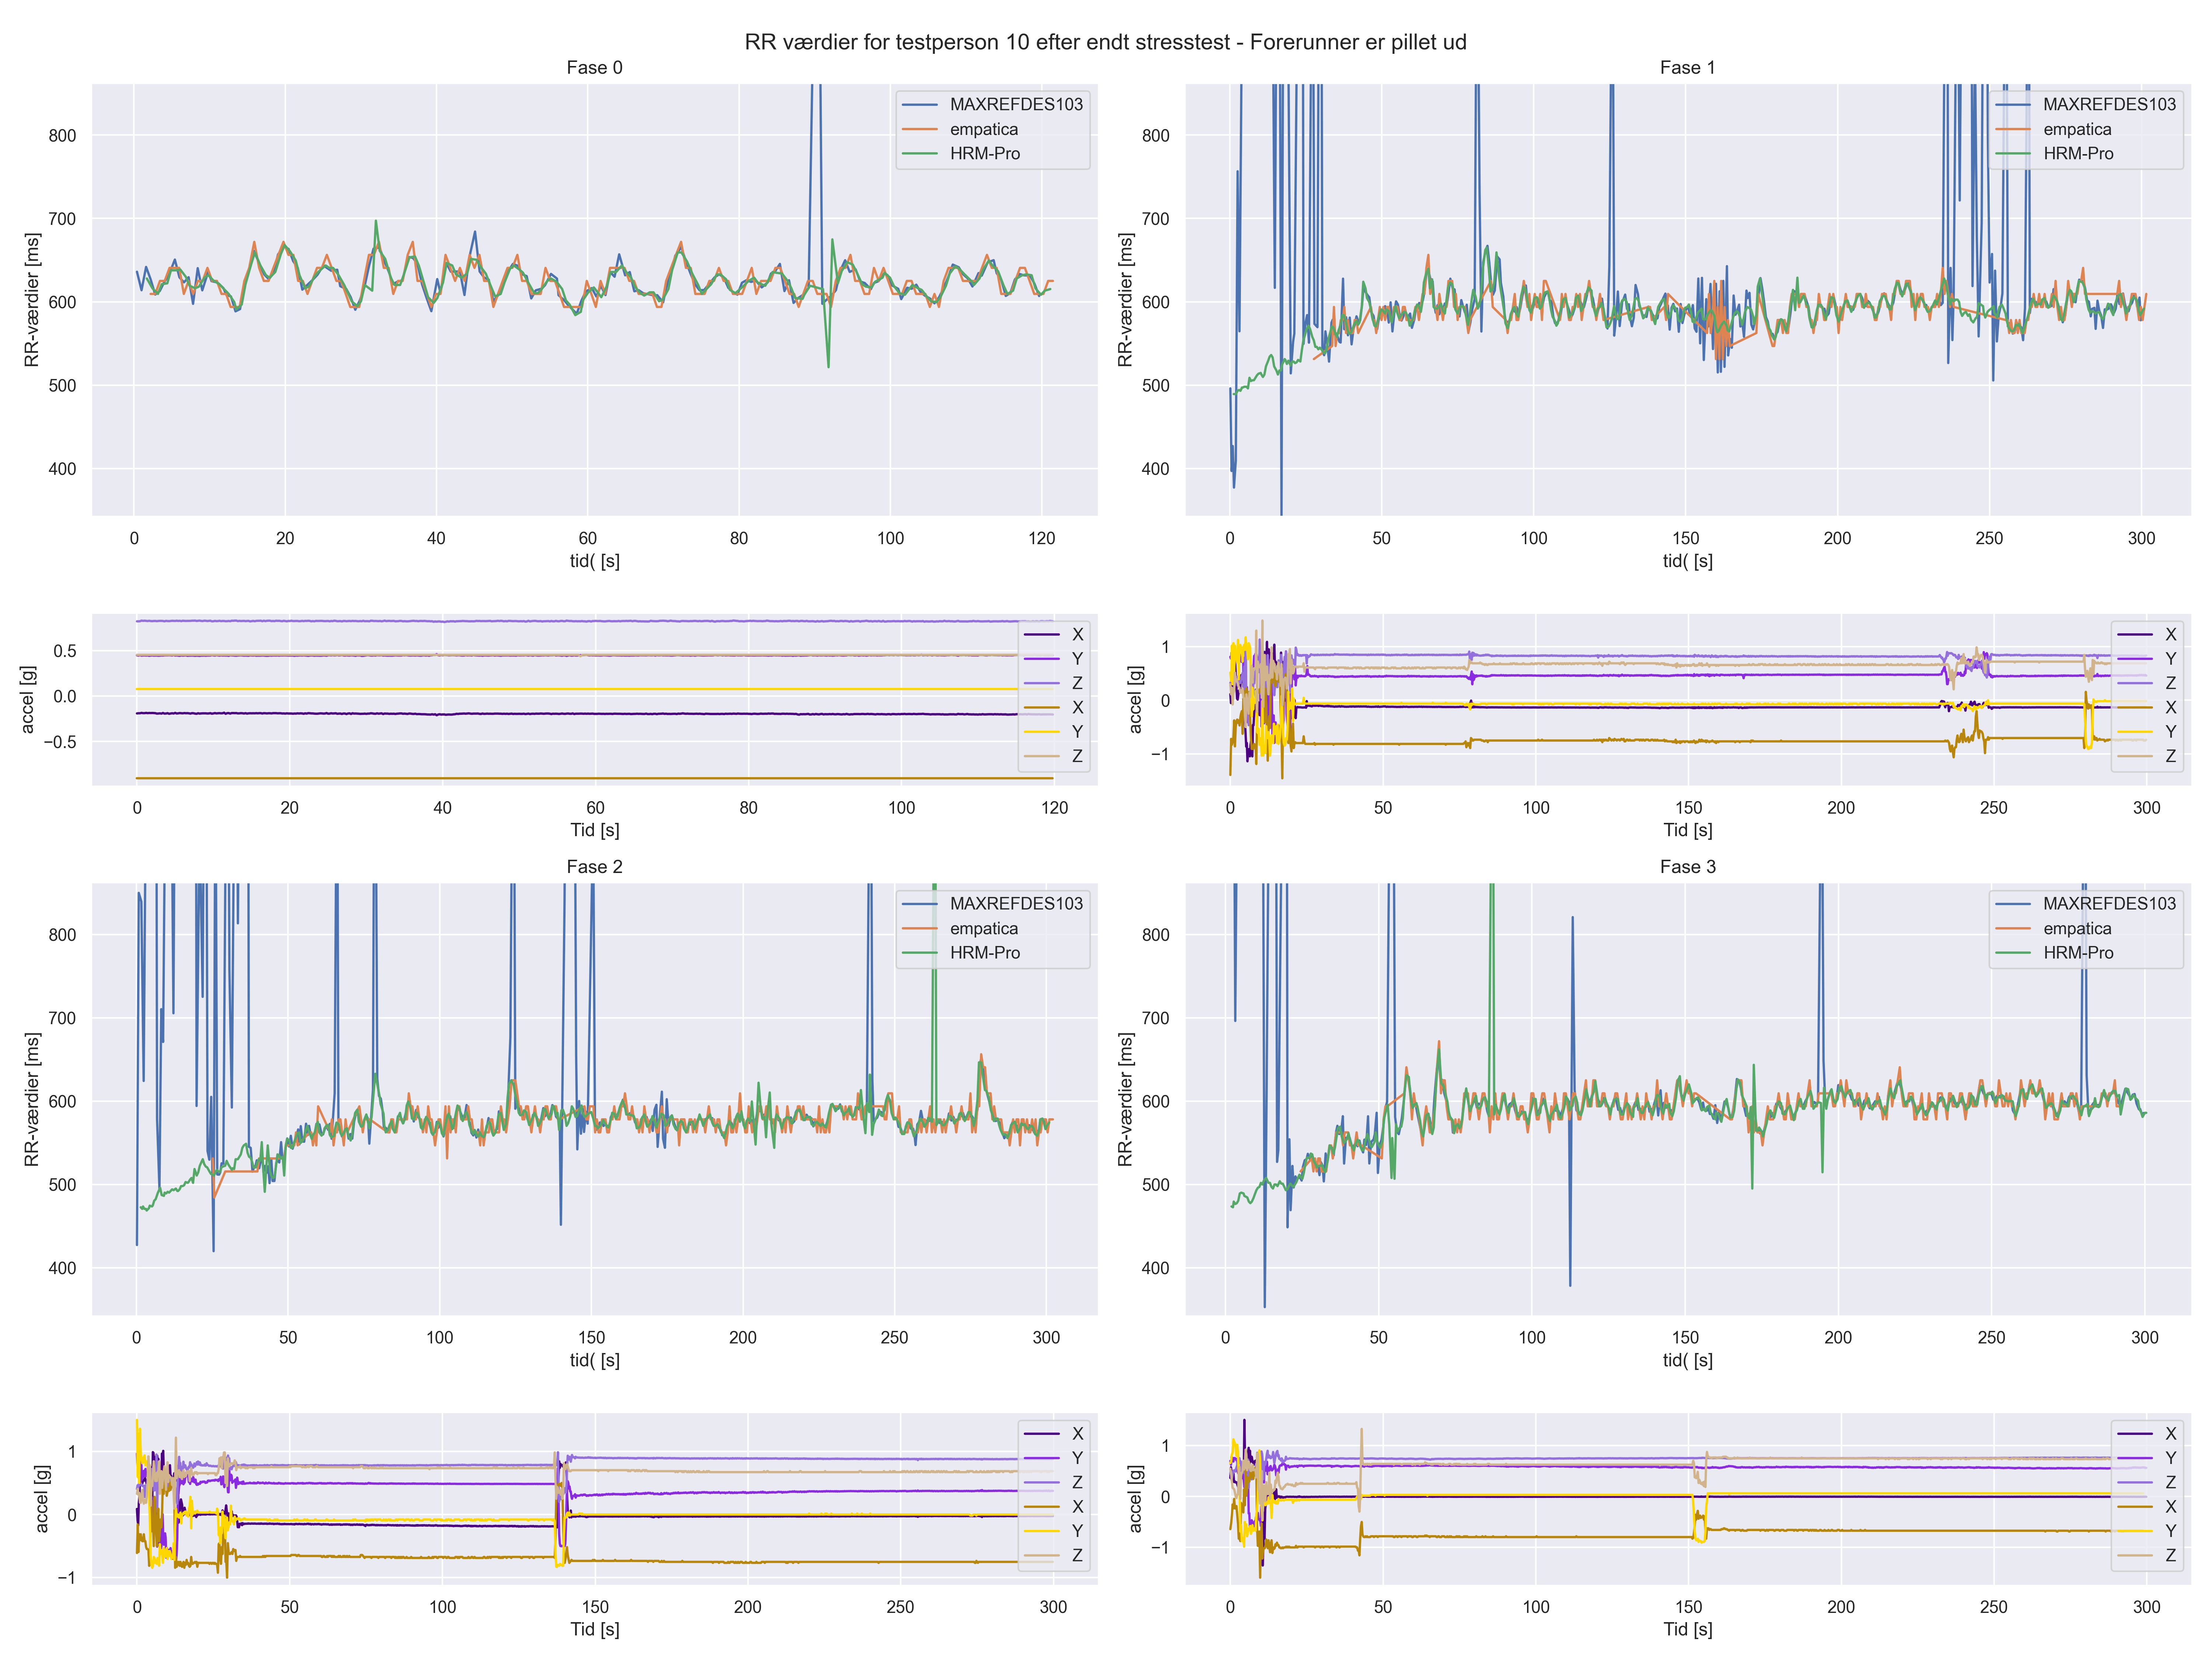 RR værdier for testperson 10 efter endt stresstest - Forerunner er pillet ud
Fase 0
RR-værdier [ms]
800
700
600
500
400
MAXREFDES103
empatica
HRM-Pro
0 20 40 60 80 100 120
tid( [s]
Fase 1
RR-værdier [ms]
800
700
600
500
400
MAXREFDES103
empatica
HRM-Pro
0 50 100 150 200 250 300
tid( [s]
accel [g]
0.5
0.0
−0.5
X
Y
Z
X
Y
Z
0 20 40 60 80 100 120
Tid [s]
accel [g]
1
0
−1
X
Y
Z
X
Y
Z
0 50 100 150 200 250 300
Tid [s]
Fase 2
RR-værdier [ms]
800
700
600
500
400
MAXREFDES103
empatica
HRM-Pro
0 50 100 150 200 250 300
tid( [s]
Fase 3
RR-værdier [ms]
800
700
600
500
400
MAXREFDES103
empatica
HRM-Pro
0 50 100 150 200 250 300
tid( [s]
accel [g]
1
0
−1
X
Y
Z
X
Y
Z
0 50 100 150 200 250 300
Tid [s]
accel [g]
1
0
−1
X
Y
Z
X
Y
Z
0 50 100 150 200 250 300
Tid [s]